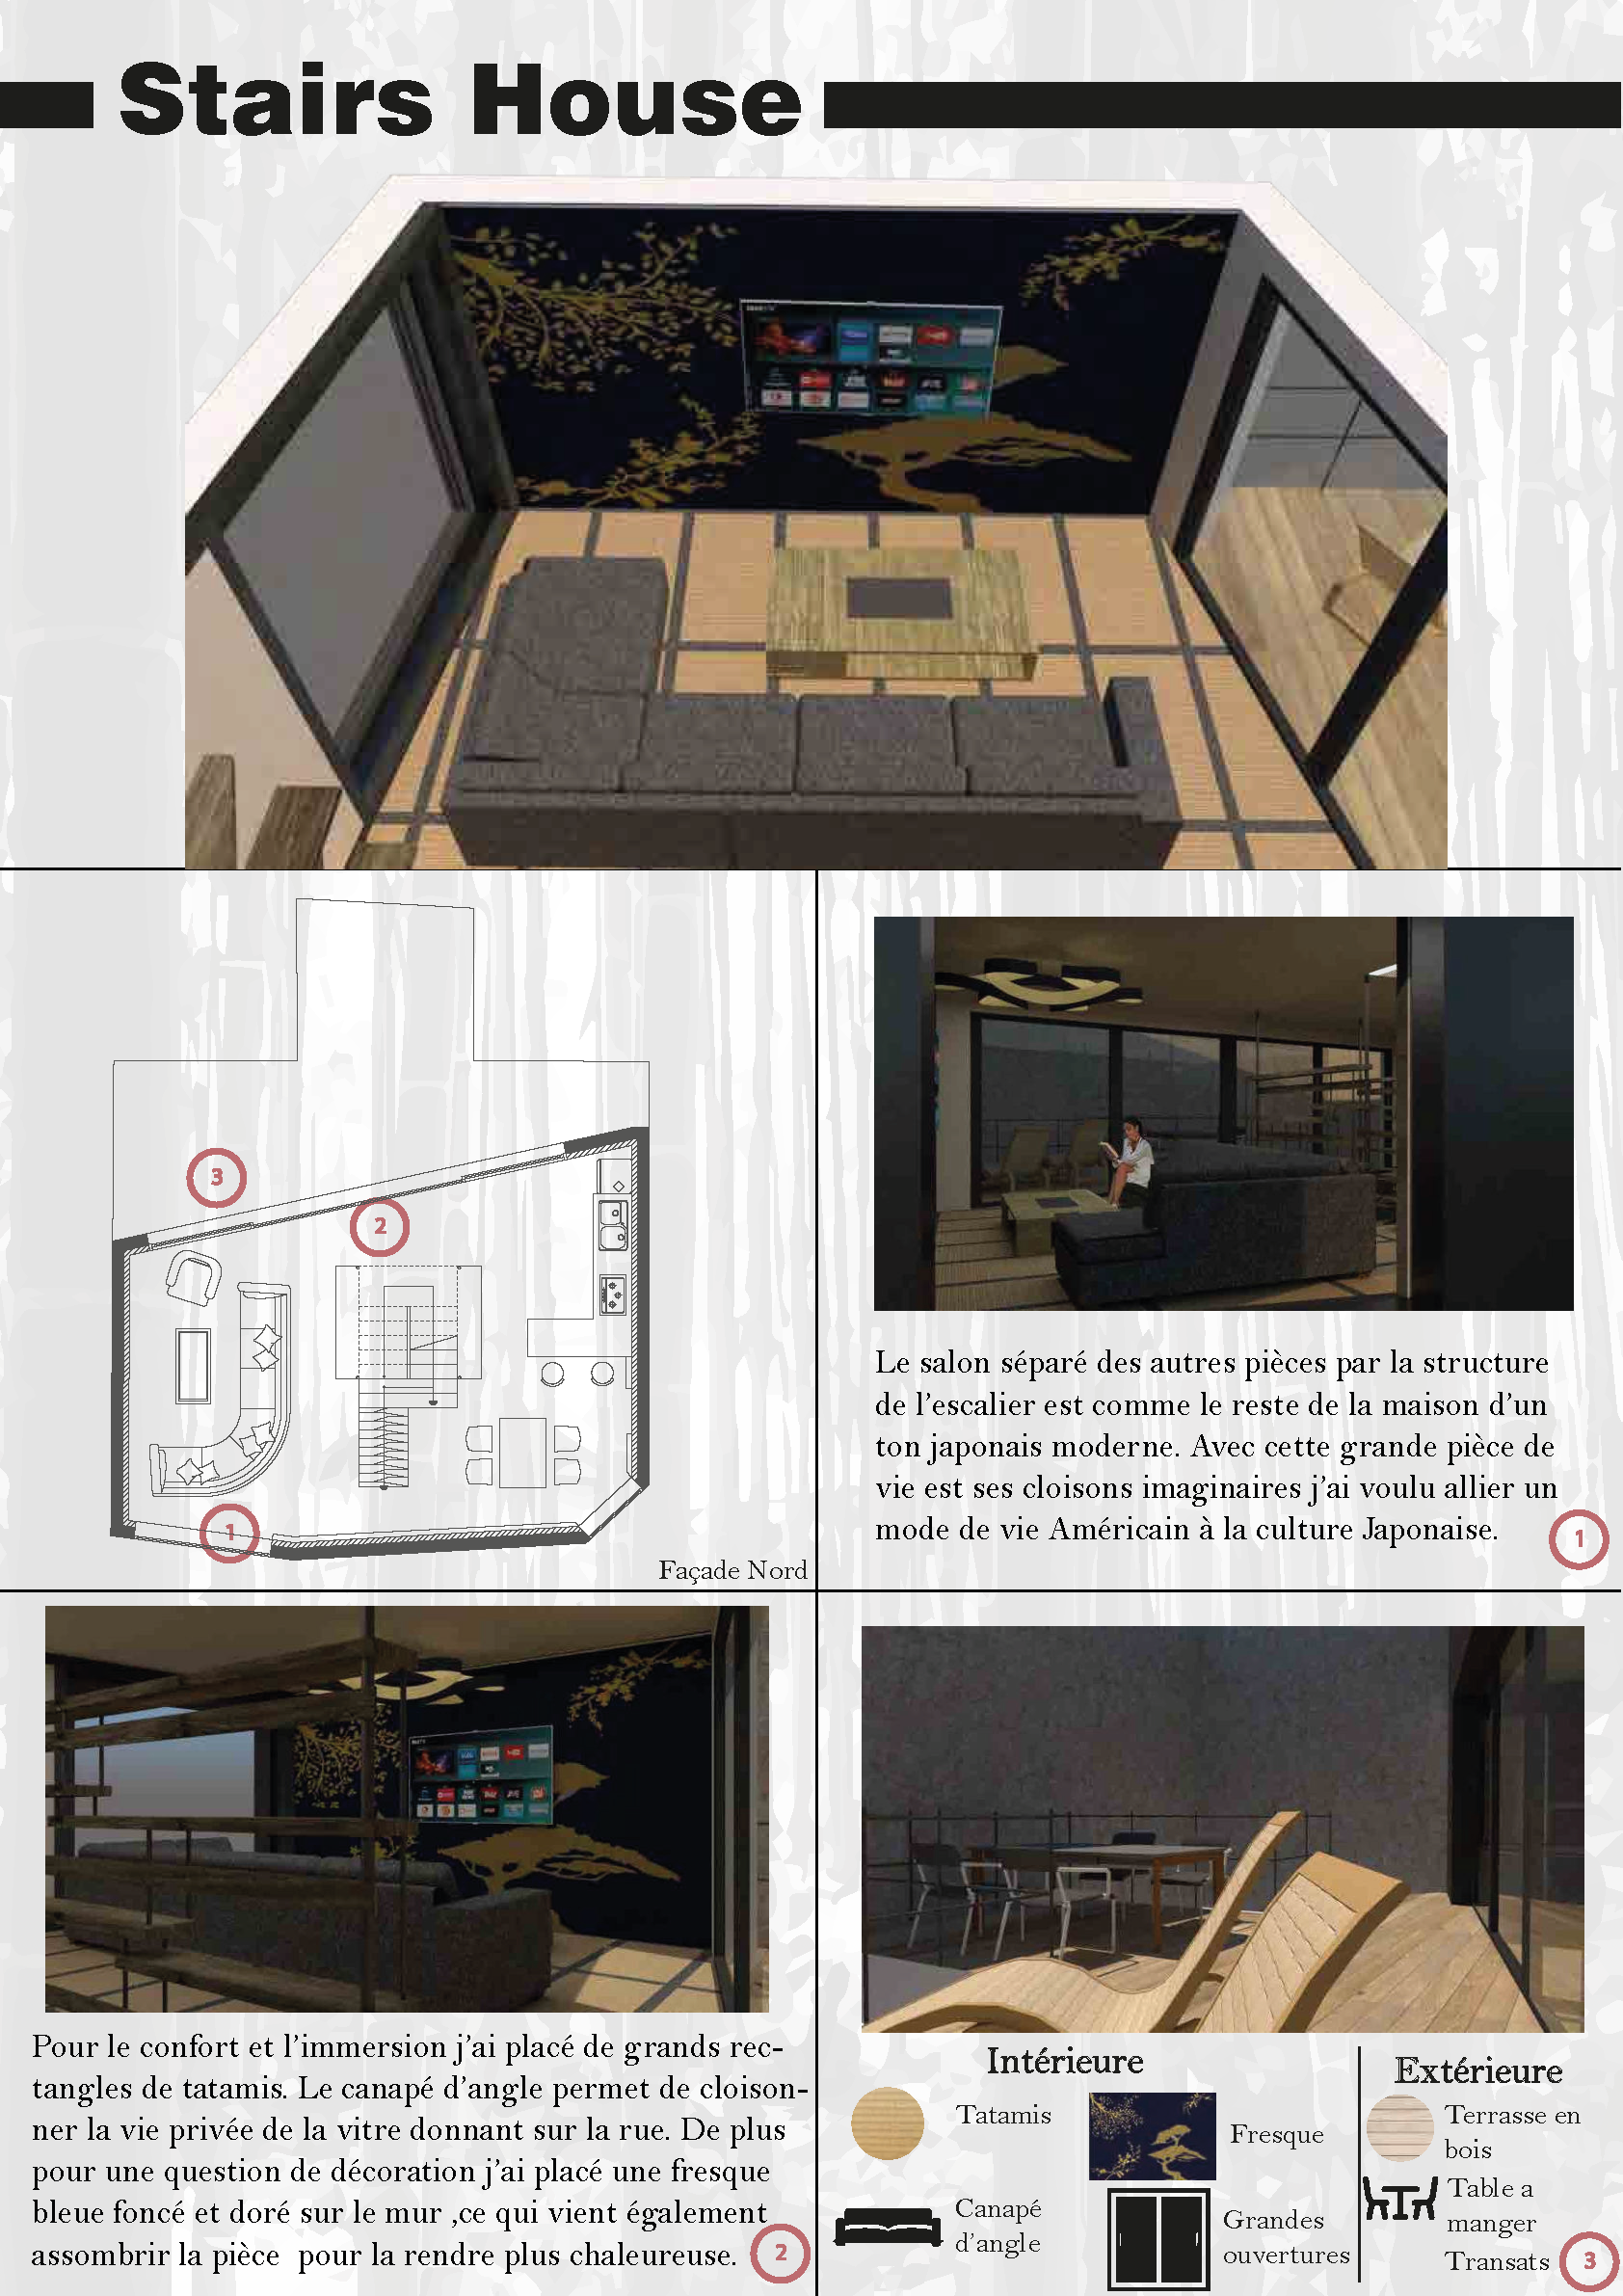 Stairs House
3
2
1
Façade Nord
Le salon séparé des autres pièces par la structure
de l'escalier est comme le reste de la maison d'un
ton japonais moderne. Avec cette grande pièce de
vie est ses cloisons imaginaires j'ai voulu allier un
mode de vie Américain à la culture Japonaise.
1
Pour le confort et l'immersion j'ai placé de grands rec-
tangles de tatamis. Le canapé d'angle permet de cloison-
ner la vie privée de la vitre donnant sur la rue. De plus
pour une question de décoration j'ai placé une fresque
bleue foncé et doré sur le mur ,ce qui vient également
assombrir la pièce  pour la rendre plus chaleureuse.
2
Intérieure
Tatamis
Fresque
Canapé
d'angle
Grandes
ouvertures
Extérieure
Terrasse en
bois
Table a
manger
Transats
3